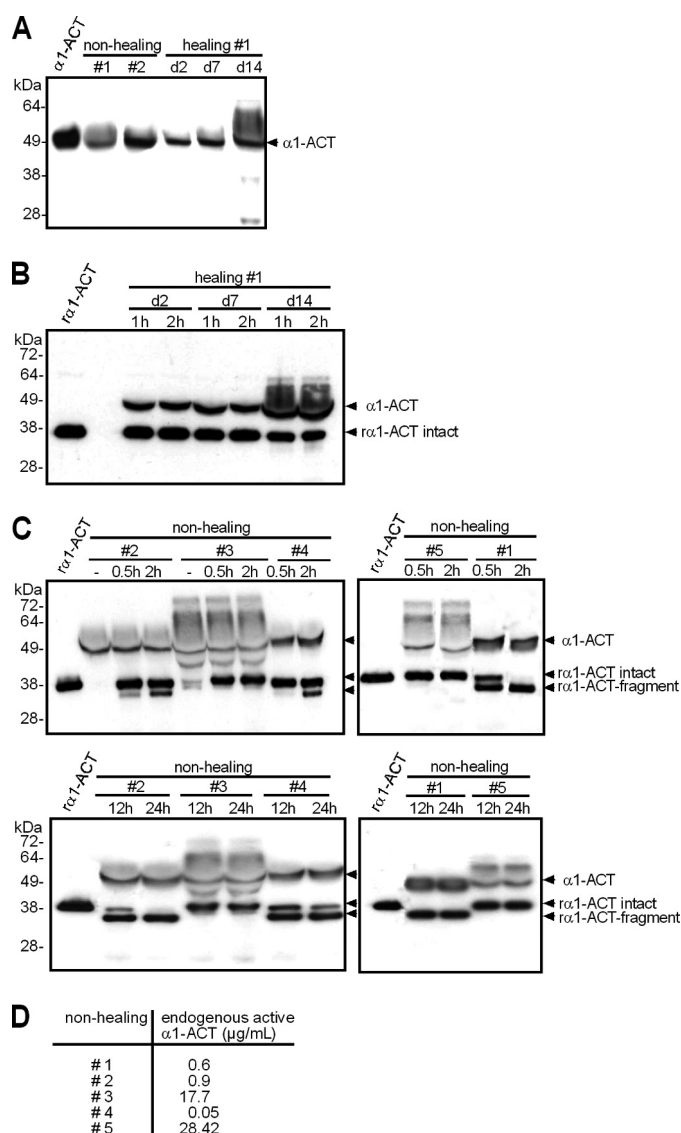 A
α1-ACT
non-healing healing #1
#1 #2 d2 d7 d14
kDa
64-
49-
α1-ACT
38-
28-
B
rα1-ACT
healing #1
d2 d7 d14
1h 2h 1h 2h 1h 2h
kDa
72-
64-
49-
α1-ACT
38-
rα1-ACT intact
28-
C
rα1-ACT
non-healing
#2 #3 #4
- 0.5h 2h - 0.5h 2h 0.5h 2h
kDa
72-
64-
49-
38-
28-
rα1-ACT
non-healing
#5 #1
0.5h 2h 0.5h 2h
α1-ACT
rα1-ACT intact
rα1-ACT-fragment
rα1-ACT
non-healing
#2 #3 #4
12h 24h 12h 24h 12h 24h
kDa
72-
64-
49-
38-
28-
rα1-ACT
non-healing
#1 #5
12h 24h 12h 24h
α1-ACT
rα1-ACT intact
rα1-ACT-fragment
D
non-healing endogenous active
α1-ACT (µg/mL)
# 1 0.6
# 2 0.9
# 3 17.7
# 4 0.05
# 5 28.42